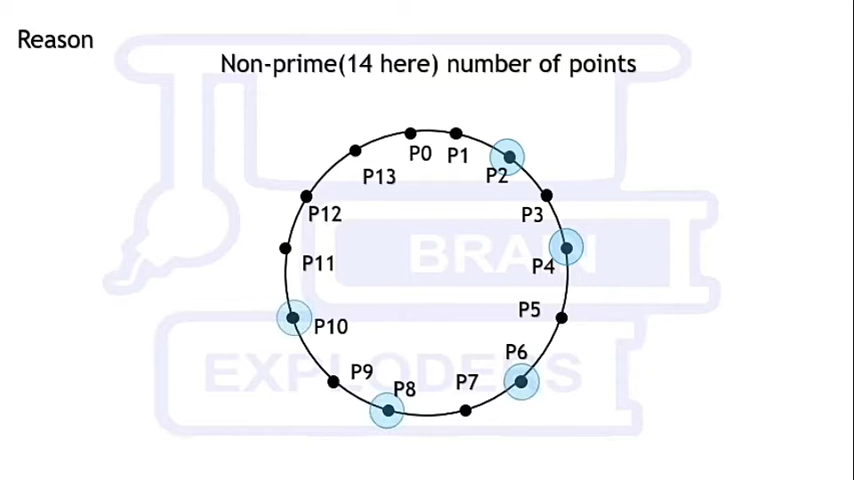 Reason
Non-prime(14 here) number of points
P0
P1
P2
P13
P3
P12
P4
P11
BRAIN
P5
P10
P6
P9
P7
P8
EXPLODERS